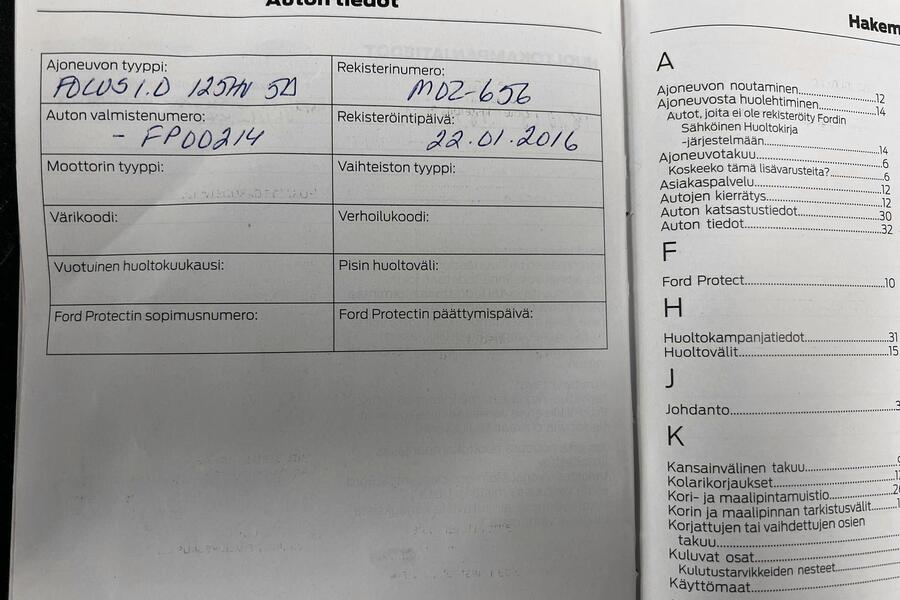 Auton tiedot
Ajoneuvon tyyppi:
FOCUS 1.0 125HV 5D
Rekisterinumero:
MOZ-656
Auton valmistenumero:
- FP00214
Rekisteröintipäivä:
22.01.2016
Moottorin tyyppi:
Vaihteiston tyyppi:
Värikoodi:
Verhoilukoodi:
Vuotuinen huoltokuukausi:
Pisin huoltoväli:
Ford Protectin sopimusnumero:
Ford Protectin päättymispäivä:
A
Ajoneuvon noutaminen....................12
Ajoneuvosta huolehtiminen...............14
Autot, joita ei ole rekisteröity Fordin
Sähköinen Huoltokirja
-järjestelmään............................14
Ajoneuvotakuu...............................6
Koskeeko tämä lisävarusteita?..............6
Asiakaspalvelu..............................12
Autojen kierrätys...........................12
Auton katsastustiedot.....................30
Auton tiedot.................................32
F
Ford Protect.................................10
H
Huoltokampanjatiedot.....................31
Huoltovälit...................................15
J
Johdanto.....................................
K
Kansainvälinen takuu......................
Kolarikorjaukset............................
Kori- ja maalipintamuistio................
Korin ja maalipinnan tarkistusvälit.......
Korjattujen tai vaihdettujen osien
takuu........................................
Kuluvat osat................................
Kulutustarvikkeiden nesteet...............
Käyttömaat.................................